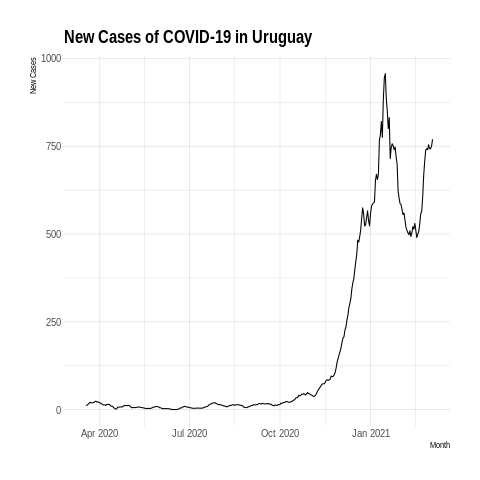 New Cases of COVID-19 in Uruguay
New Cases
1000
750
500
250
0
Apr 2020
Jul 2020
Oct 2020
Jan 2021
Month